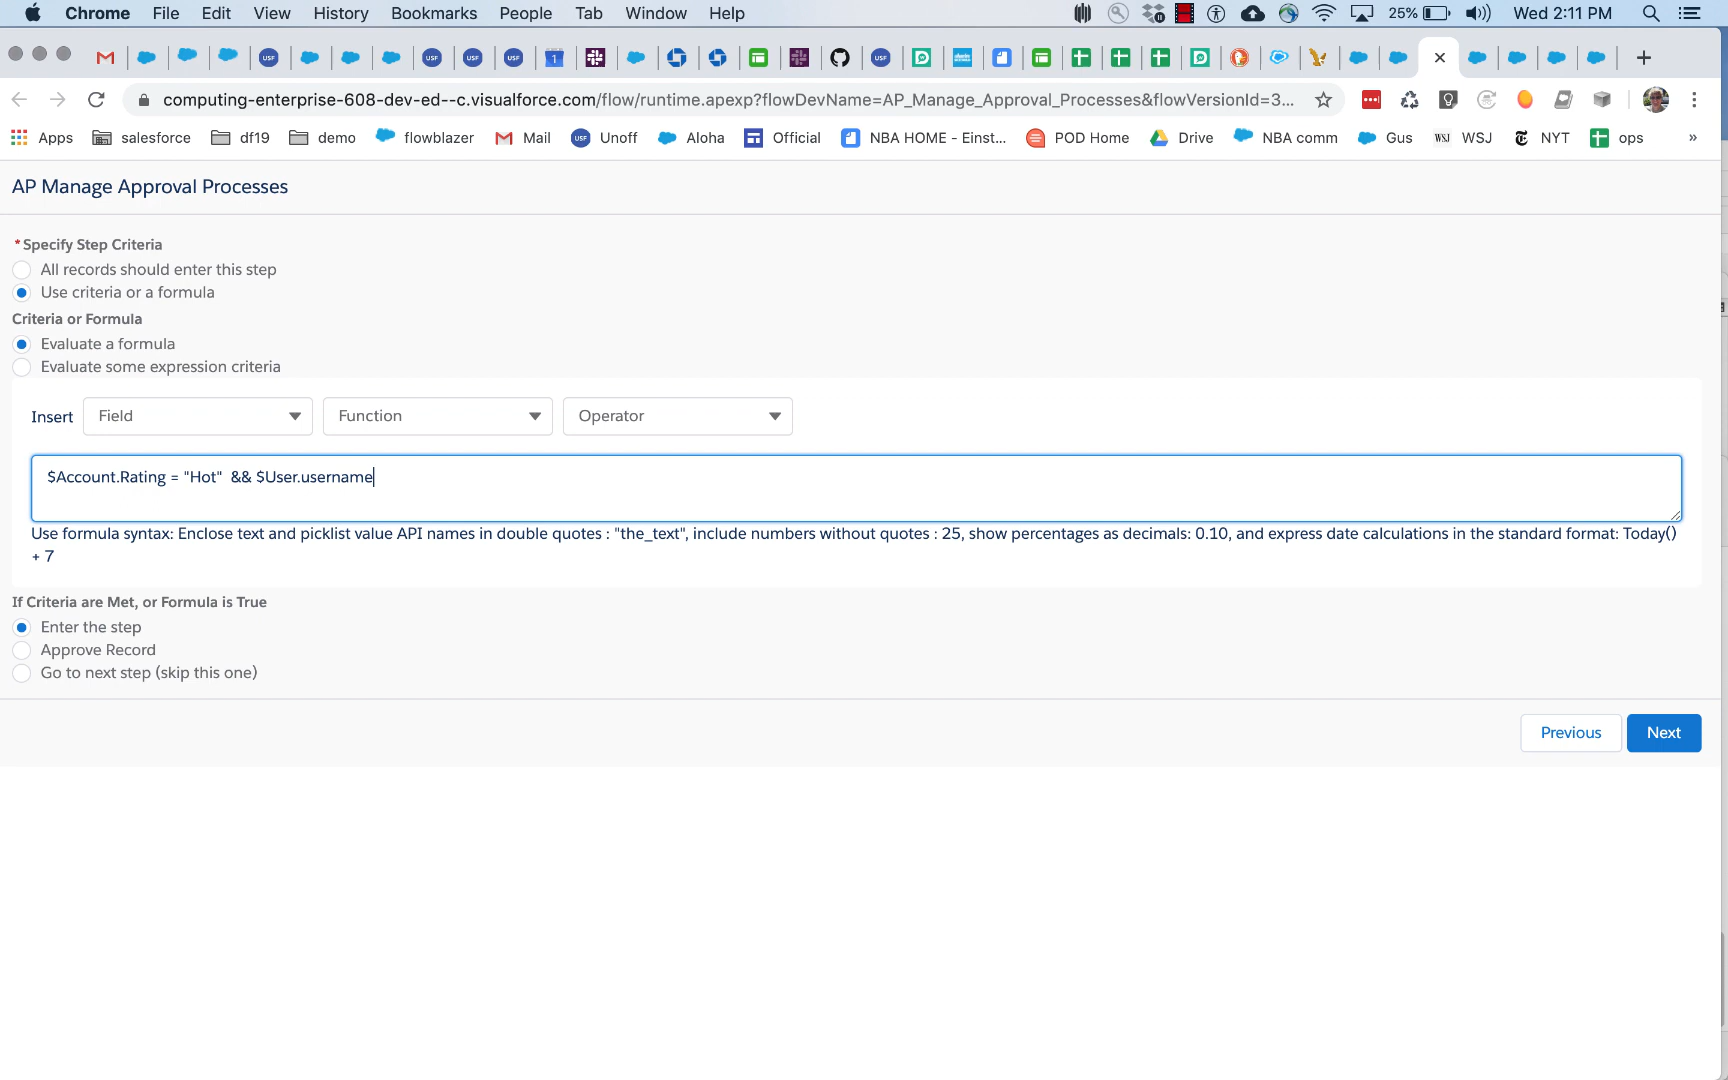 Chrome File Edit View History Bookmarks People Tab Window Help 25% Wed 2:11 PM
computing-enterprise-608-dev-ed--c.visualforce.com/flow/runtime.apexp?flowDevName=AP_Manage_Approval_Processes&flowVersionId=3...
Apps salesforce df19 demo flowblazer Mail USF Unoff Aloha Official NBA HOME - Einst... POD Home Drive NBA comm Gus WSJ WSJ NYT ops »
AP Manage Approval Processes
*Specify Step Criteria
All records should enter this step
Use criteria or a formula
Criteria or Formula
Evaluate a formula
Evaluate some expression criteria
Insert Field Function Operator
$Account.Rating = "Hot"  && $User.username
Use formula syntax: Enclose text and picklist value API names in double quotes : "the_text", include numbers without quotes : 25, show percentages as decimals: 0.10, and express date calculations in the standard format: Today()
+ 7
If Criteria are Met, or Formula is True
Enter the step
Approve Record
Go to next step (skip this one)
Previous Next